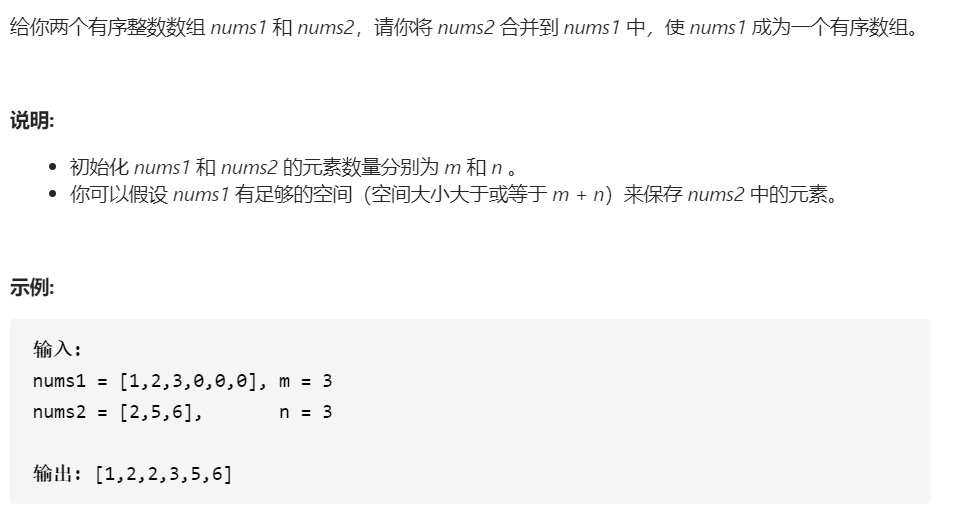 给你两个有序整数数组 nums1 和 nums2，请你将 nums2 合并到 nums1 中，使 nums1 成为一个有序数组。
说明:
初始化 nums1 和 nums2 的元素数量分别为 m 和 n 。
你可以假设 nums1 有足够的空间（空间大小大于或等于 m + n）来保存 nums2 中的元素。
示例:
输入：
nums1 = [1,2,3,0,0,0], m = 3
nums2 = [2,5,6],       n = 3
输出：[1,2,2,3,5,6]